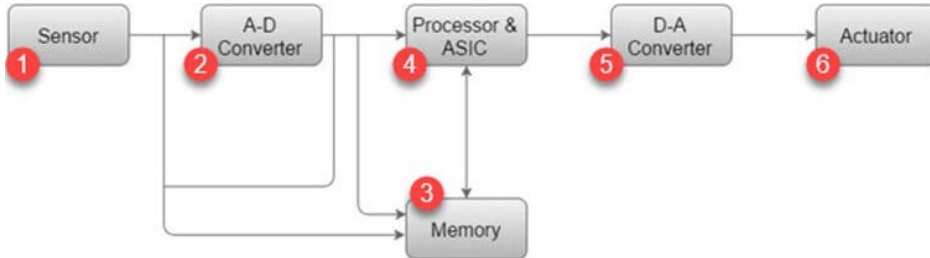 Sensor
1
A-D
Converter
2
Processor &
ASIC
4
D-A
Converter
5
Actuator
6
3
Memory